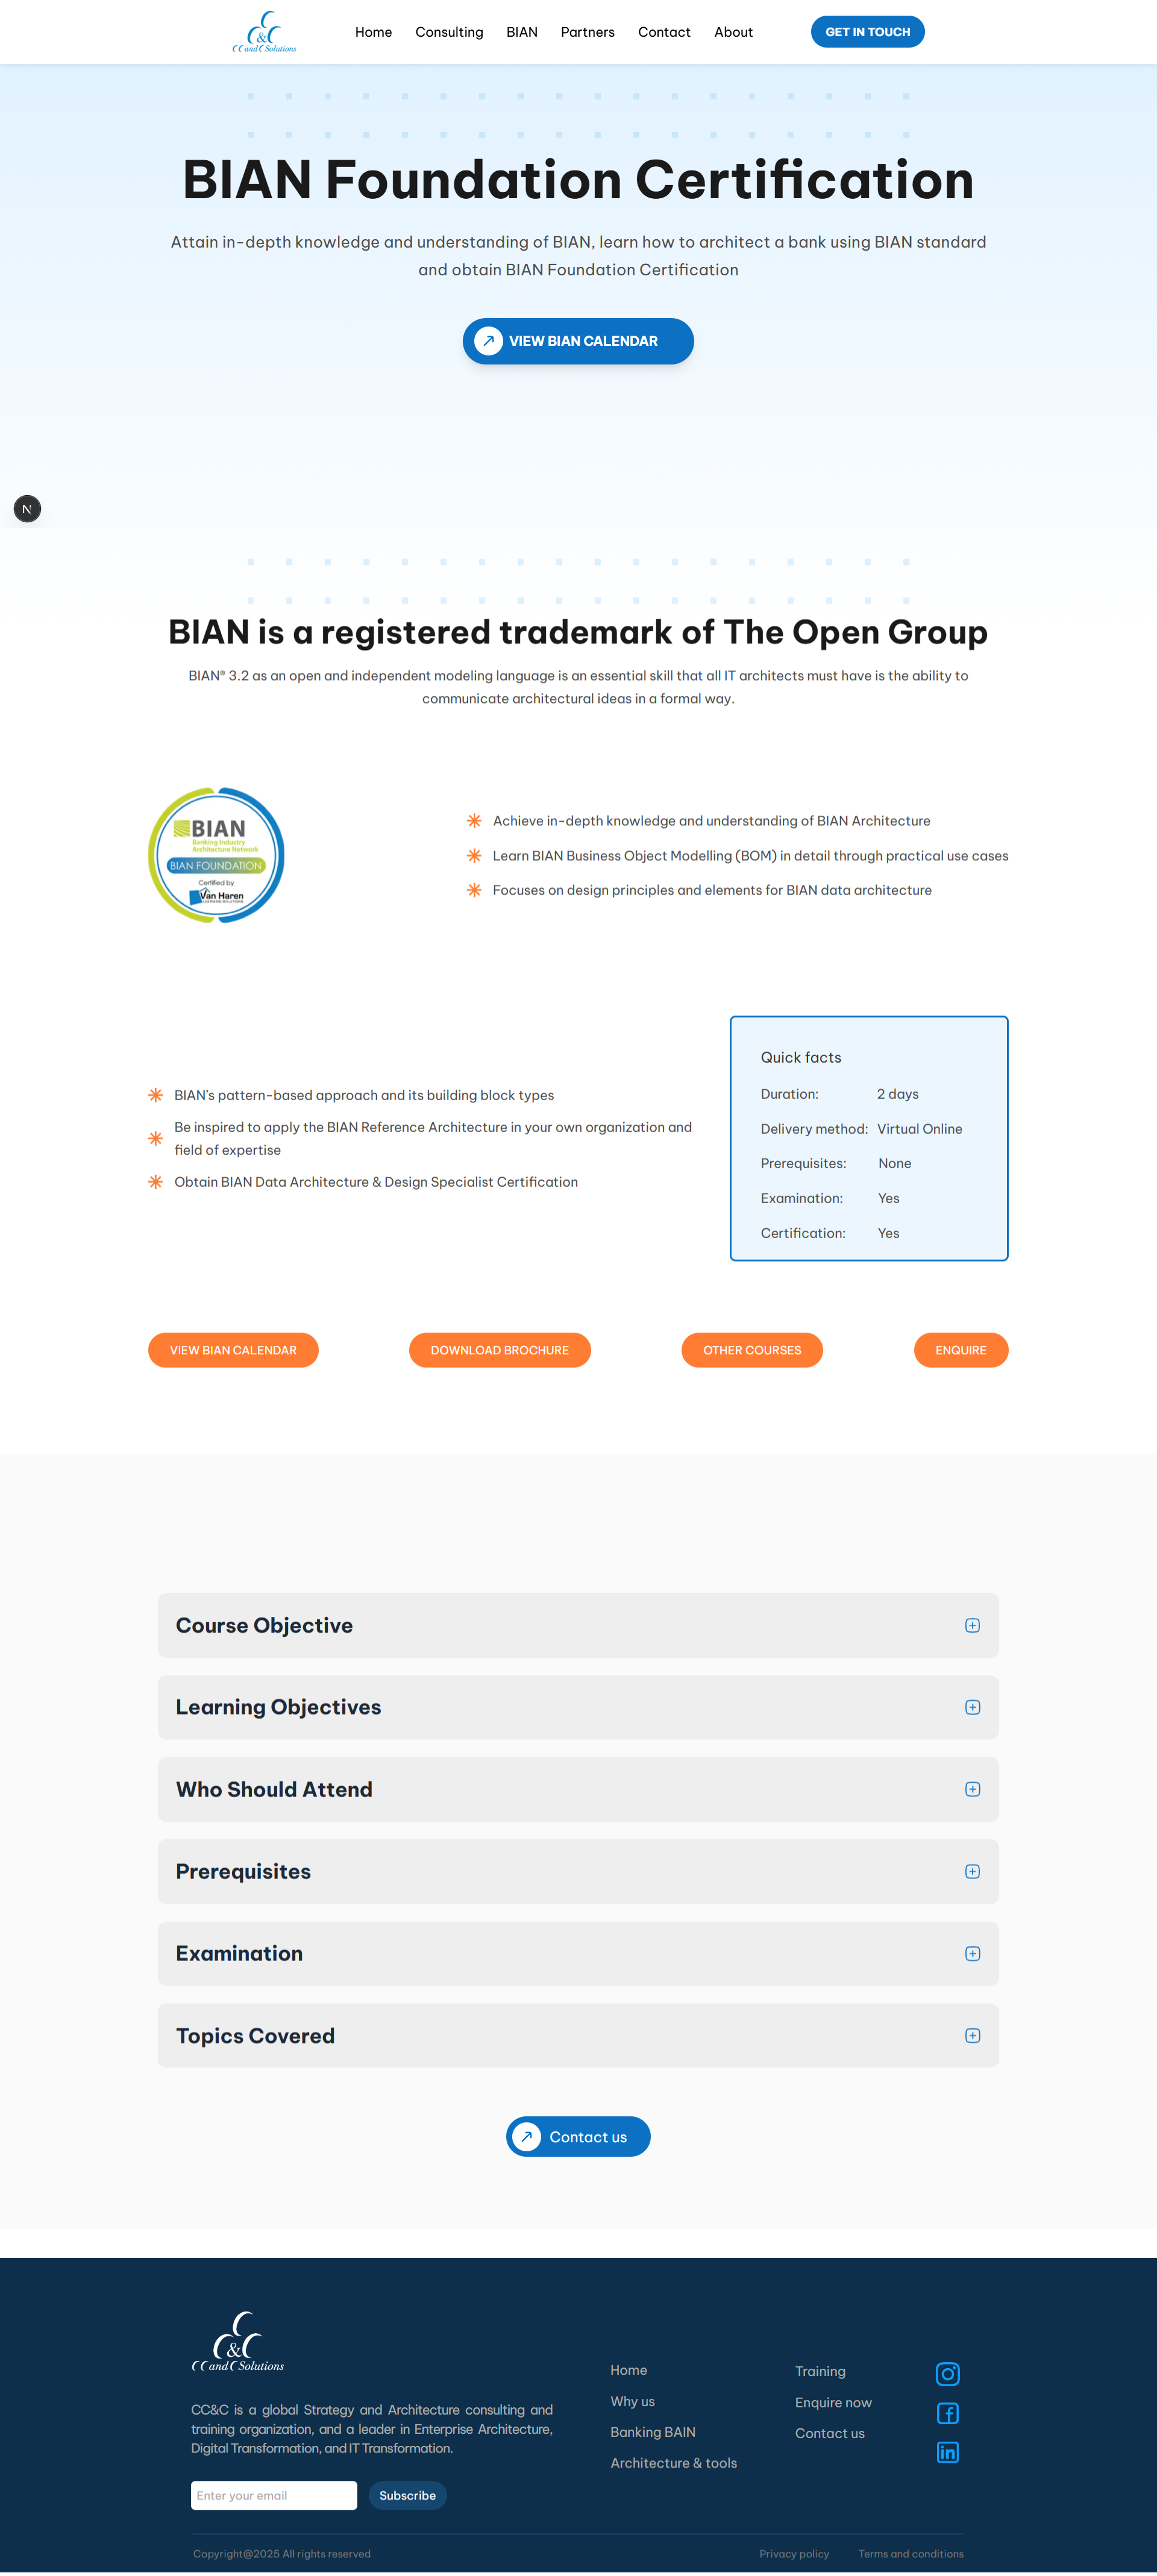 CC and C Solutions
Home Consulting BIAN Partners Contact About
GET IN TOUCH
BIAN Foundation Certification
Attain in-depth knowledge and understanding of BIAN, learn how to architect a bank using BIAN standard
and obtain BIAN Foundation Certification
VIEW BIAN CALENDAR
N
BIAN is a registered trademark of The Open Group
BIAN® 3.2 as an open and independent modeling language is an essential skill that all IT architects must have is the ability to
communicate architectural ideas in a formal way.
BIAN
Banking Industry
Architecture Network
BIAN FOUNDATION
Certified by
Van Haren
LEARNING SOLUTIONS
Achieve in-depth knowledge and understanding of BIAN Architecture
Learn BIAN Business Object Modelling (BOM) in detail through practical use cases
Focuses on design principles and elements for BIAN data architecture
BIAN's pattern-based approach and its building block types
Be inspired to apply the BIAN Reference Architecture in your own organization and
field of expertise
Obtain BIAN Data Architecture & Design Specialist Certification
Quick facts
Duration: 2 days
Delivery method: Virtual Online
Prerequisites: None
Examination: Yes
Certification: Yes
VIEW BIAN CALENDAR
DOWNLOAD BROCHURE
OTHER COURSES
ENQUIRE
Course Objective
Learning Objectives
Who Should Attend
Prerequisites
Examination
Topics Covered
Contact us
C&C
CC and C Solutions
CC&C is a global Strategy and Architecture consulting and
training organization, and a leader in Enterprise Architecture,
Digital Transformation, and IT Transformation.
Enter your email
Subscribe
Home
Why us
Banking BAIN
Architecture & tools
Training
Enquire now
Contact us
Copyright@2025 All rights reserved
Privacy policy
Terms and conditions